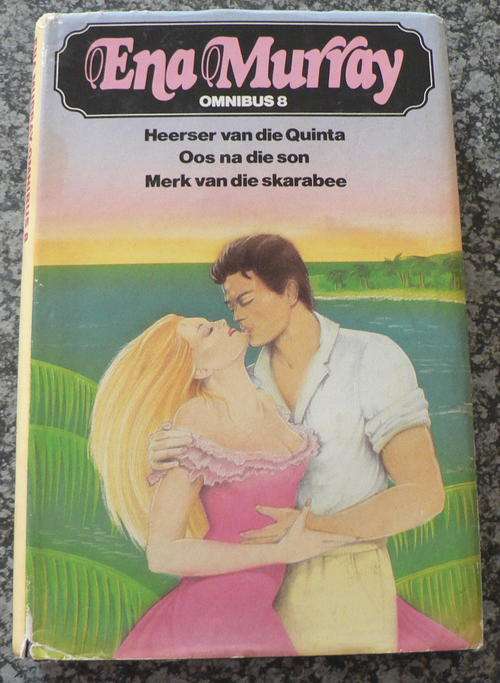 Ena Murray
OMNIBUS 8
Heerser van die Quinta
Oos na die son
Merk van die skarabee